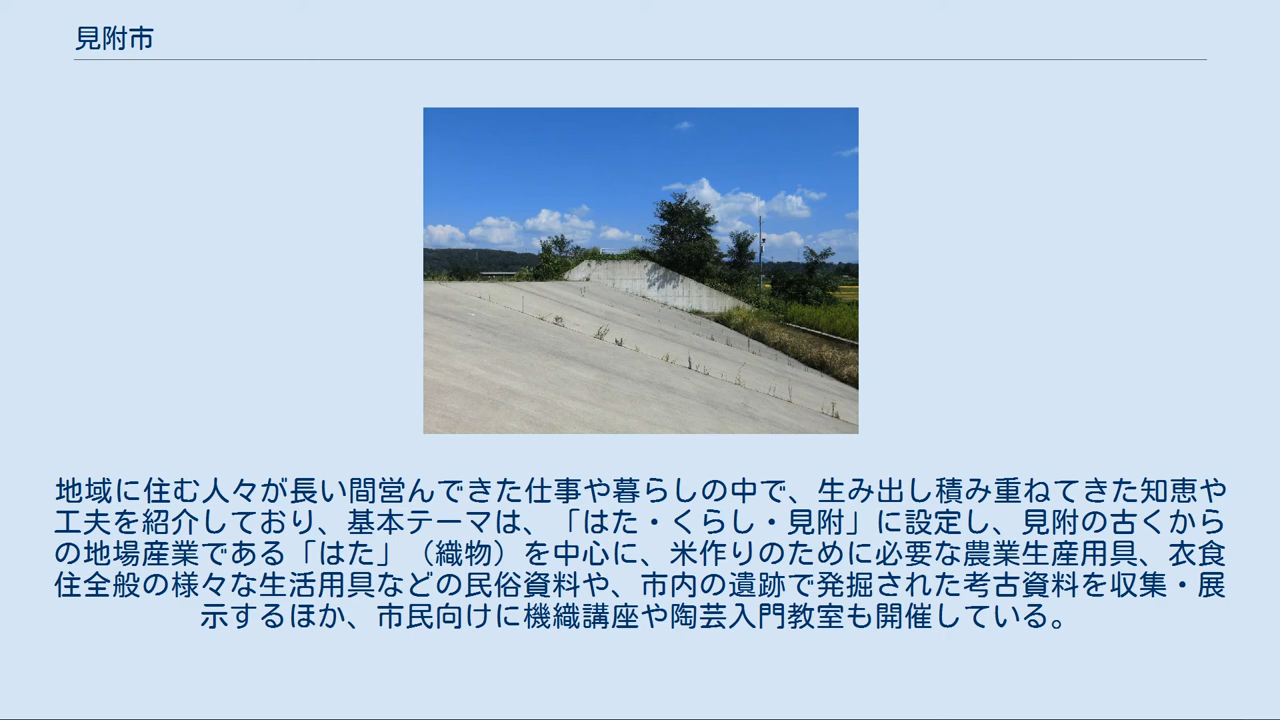 見附市
地域に住む人々が長い間営んできた仕事や暮らしの中で、生み出し積み重ねてきた知恵や
工夫を紹介しており、基本テーマは、「はた・くらし・見附」に設定し、見附の古くから
の地場産業である「はた」（織物）を中心に、米作りのために必要な農業生産用具、衣食
住全般の様々な生活用具などの民俗資料や、市内の遺跡で発掘された考古資料を収集・展
示するほか、市民向けに機織講座や陶芸入門教室も開催している。